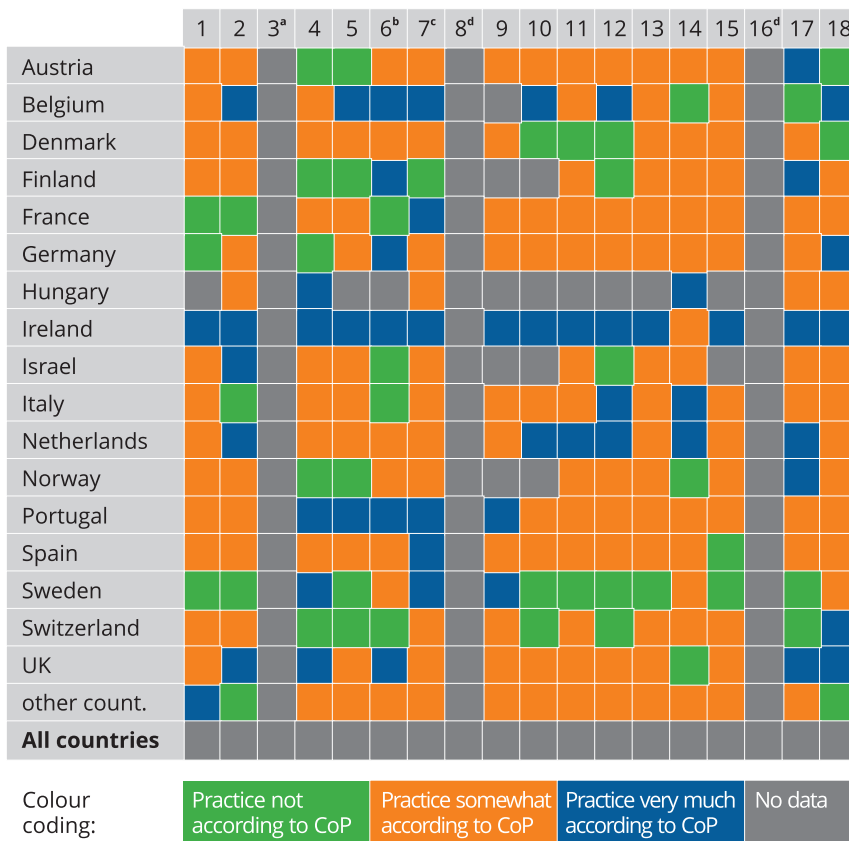 1 2 3ᵃ 4 5 6ᵇ 7ᶜ 8ᵈ 9 10 11 12 13 14 15 16ᵈ 17 18
Austria
Belgium
Denmark
Finland
France
Germany
Hungary
Ireland
Israel
Italy
Netherlands
Norway
Portugal
Spain
Sweden
Switzerland
UK
other count.
All countries
Colour
coding:
Practice not
according to CoP
Practice somewhat
according to CoP
Practice very much
according to CoP
No data